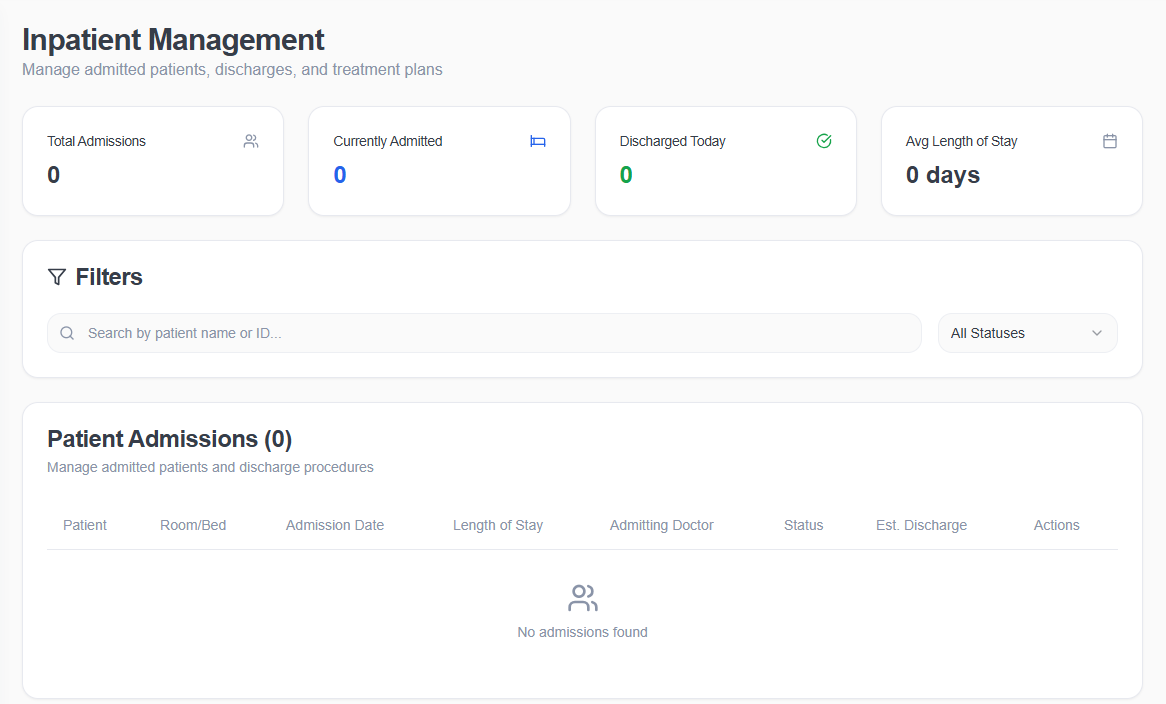 Inpatient Management
Manage admitted patients, discharges, and treatment plans
Total Admissions
0
Currently Admitted
0
Discharged Today
0
Avg Length of Stay
0 days
Filters
Search by patient name or ID...
All Statuses
Patient Admissions (0)
Manage admitted patients and discharge procedures
Patient Room/Bed Admission Date Length of Stay Admitting Doctor Status Est. Discharge Actions
No admissions found